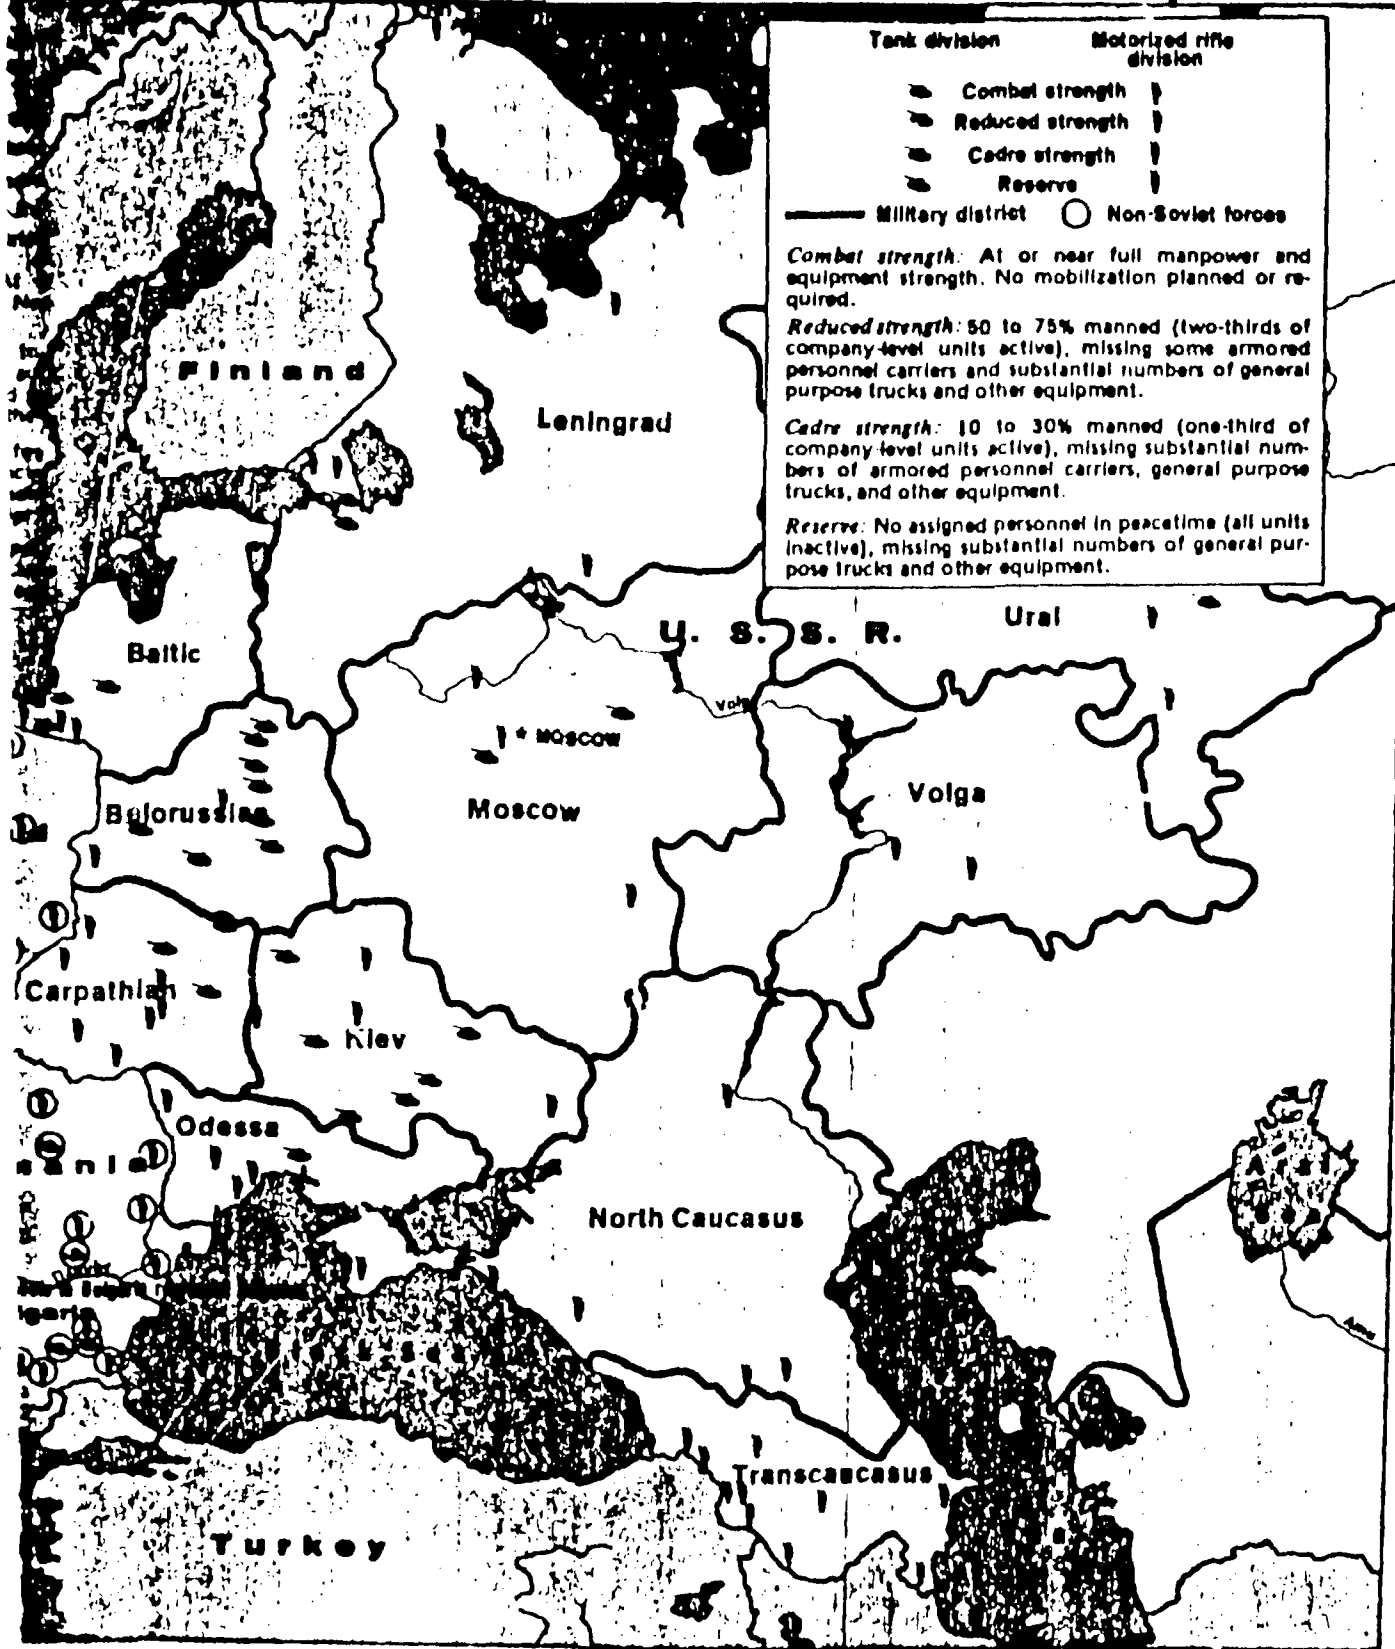 Tank division
Motorized rifle
division
Combat strength
Reduced strength
Cadre strength
Reserve
Military district
Non-Soviet forces
Combat strength: At or near full manpower and
equipment strength. No mobilization planned or re-
quired.
Reduced strength: 50 to 75% manned (two-thirds of
company-level units active), missing some armored
personnel carriers and substantial numbers of general
purpose trucks and other equipment.
Cadre strength: 10 to 30% manned (one-third of
company-level units active), missing substantial num-
bers of armored personnel carriers, general purpose
trucks, and other equipment.
Reserve: No assigned personnel in peacetime (all units
inactive), missing substantial numbers of general pur-
pose trucks and other equipment.
Finland
Leningrad
U. S. S. R.
Ural
Baltic
* MOSCOW
Moscow
Volga
Belorussian
Carpathian
Kiev
Odessa
ania
North Caucasus
Aral
lgaria
Transcaucasus
Turkey